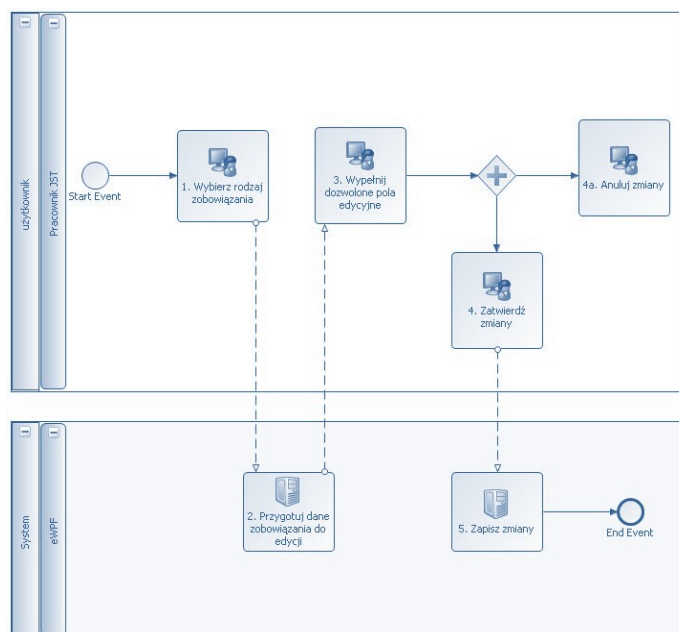 użytkownik
Pracownik JST
Start Event
1. Wybierz rodzaj
zobowiązania
3. Wypełnij
dozwolone pola
edycyjne
4a. Anuluj zmiany
4. Zatwierdź
zmiany
System
eWPF
2. Przygotuj dane
zobowiązania do
edycji
5. Zapisz zmiany
End Event